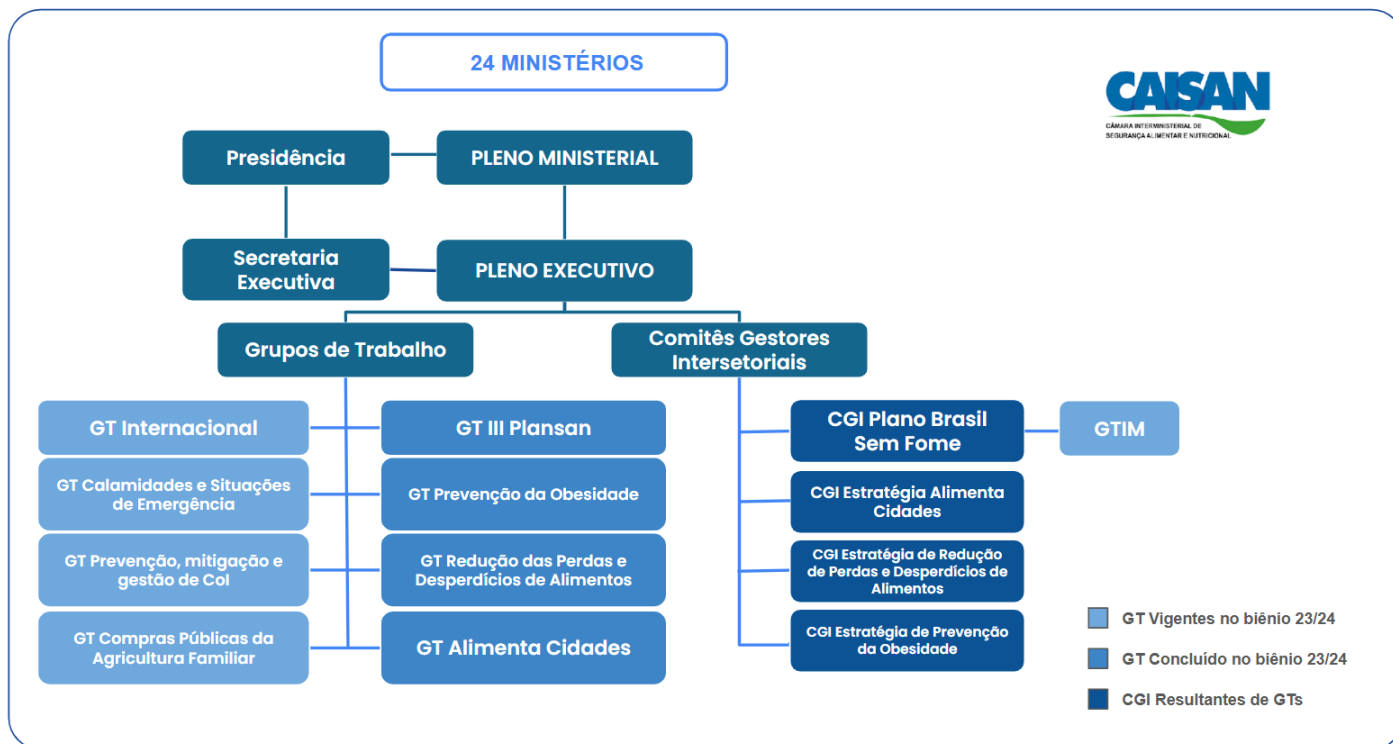 24 MINISTÉRIOS
CAISAN
CÂMARA INTERMINISTERIAL DE
SEGURANÇA ALIMENTAR E NUTRICIONAL
Presidência
PLENO MINISTERIAL
Secretaria
Executiva
PLENO EXECUTIVO
Grupos de Trabalho
Comitês Gestores
Intersetoriais
GT Internacional
GT III Plansan
CGI Plano Brasil
Sem Fome
GTIM
GT Calamidades e Situações
de Emergência
GT Prevenção da Obesidade
CGI Estratégia Alimenta
Cidades
GT Prevenção, mitigação e
gestão de CoI
GT Redução das Perdas e
Desperdícios de Alimentos
CGI Estratégia de Redução
de Perdas e Desperdícios de
Alimentos
GT Compras Públicas da
Agricultura Familiar
GT Alimenta Cidades
CGI Estratégia de Prevenção
da Obesidade
GT Vigentes no biênio 23/24
GT Concluído no biênio 23/24
CGI Resultantes de GTs